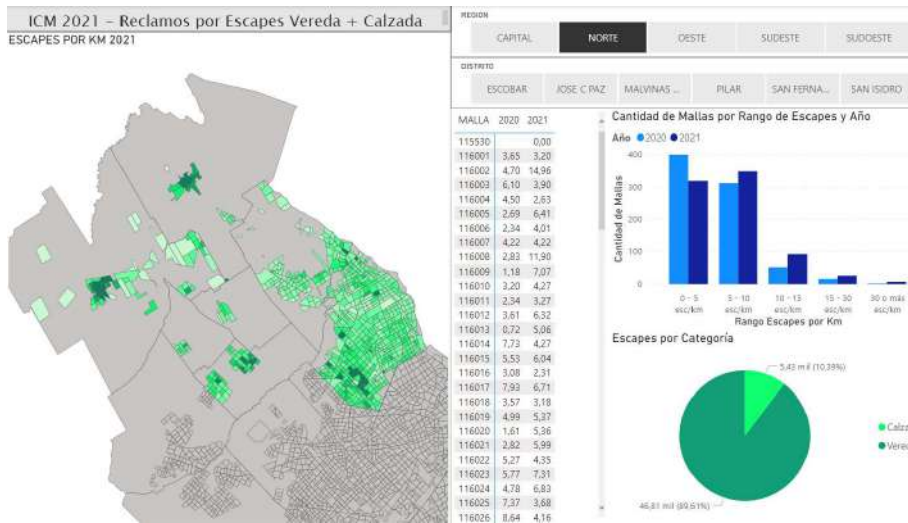 ICM 2021 - Reclamos por Escapes Vereda + Calzada
ESCAPES POR KM 2021
REGION
CAPITAL NORTE OESTE SUDESTE SUDOESTE
DISTRITO
ESCOBAR JOSE C PAZ MALVINAS ... PILAR SAN FERNA... SAN ISIDRO
MALLA 2020 2021
115530 0,00
116001 3,65 3,20
116002 4,70 14,96
116003 6,10 3,90
116004 4,50 2,63
116005 2,69 6,41
116006 2,34 4,01
116007 4,22 4,22
116008 2,83 11,90
116009 1,18 7,07
116010 3,20 4,27
116011 2,34 3,27
116012 3,61 6,32
116013 0,72 5,06
116014 7,73 4,27
116015 5,53 6,04
116016 3,08 2,31
116017 7,93 6,71
116018 3,57 3,18
116019 4,99 5,37
116020 1,61 5,36
116021 2,82 5,99
116022 5,27 4,35
116023 5,77 7,31
116024 4,78 6,83
116025 7,37 3,68
116026 8,64 4,16
Cantidad de Mallas por Rango de Escapes y Año
Año 2020 2021
Cantidad de Mallas
400
300
200
100
0
0 - 5 5 - 10 10 - 15 15 - 30 30 o más
esc/km esc/km esc/km esc/km esc/km
Rango Escapes por Km
Escapes por Categoría
5,43 mil (10,39%)
Calza
Vere
46,81 mil (89,61%)